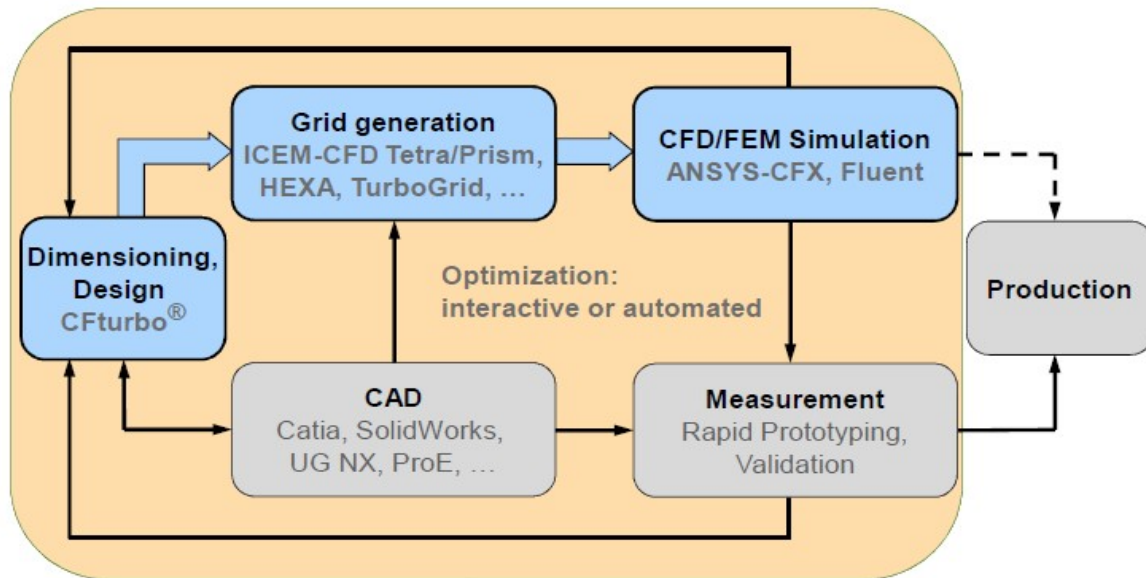 Grid generation
ICEM-CFD Tetra/Prism,
HEXA, TurboGrid, …
CFD/FEM Simulation
ANSYS-CFX, Fluent
Dimensioning,
Design
CFturbo®
Optimization:
interactive or automated
Production
CAD
Catia, SolidWorks,
UG NX, ProE, …
Measurement
Rapid Prototyping,
Validation